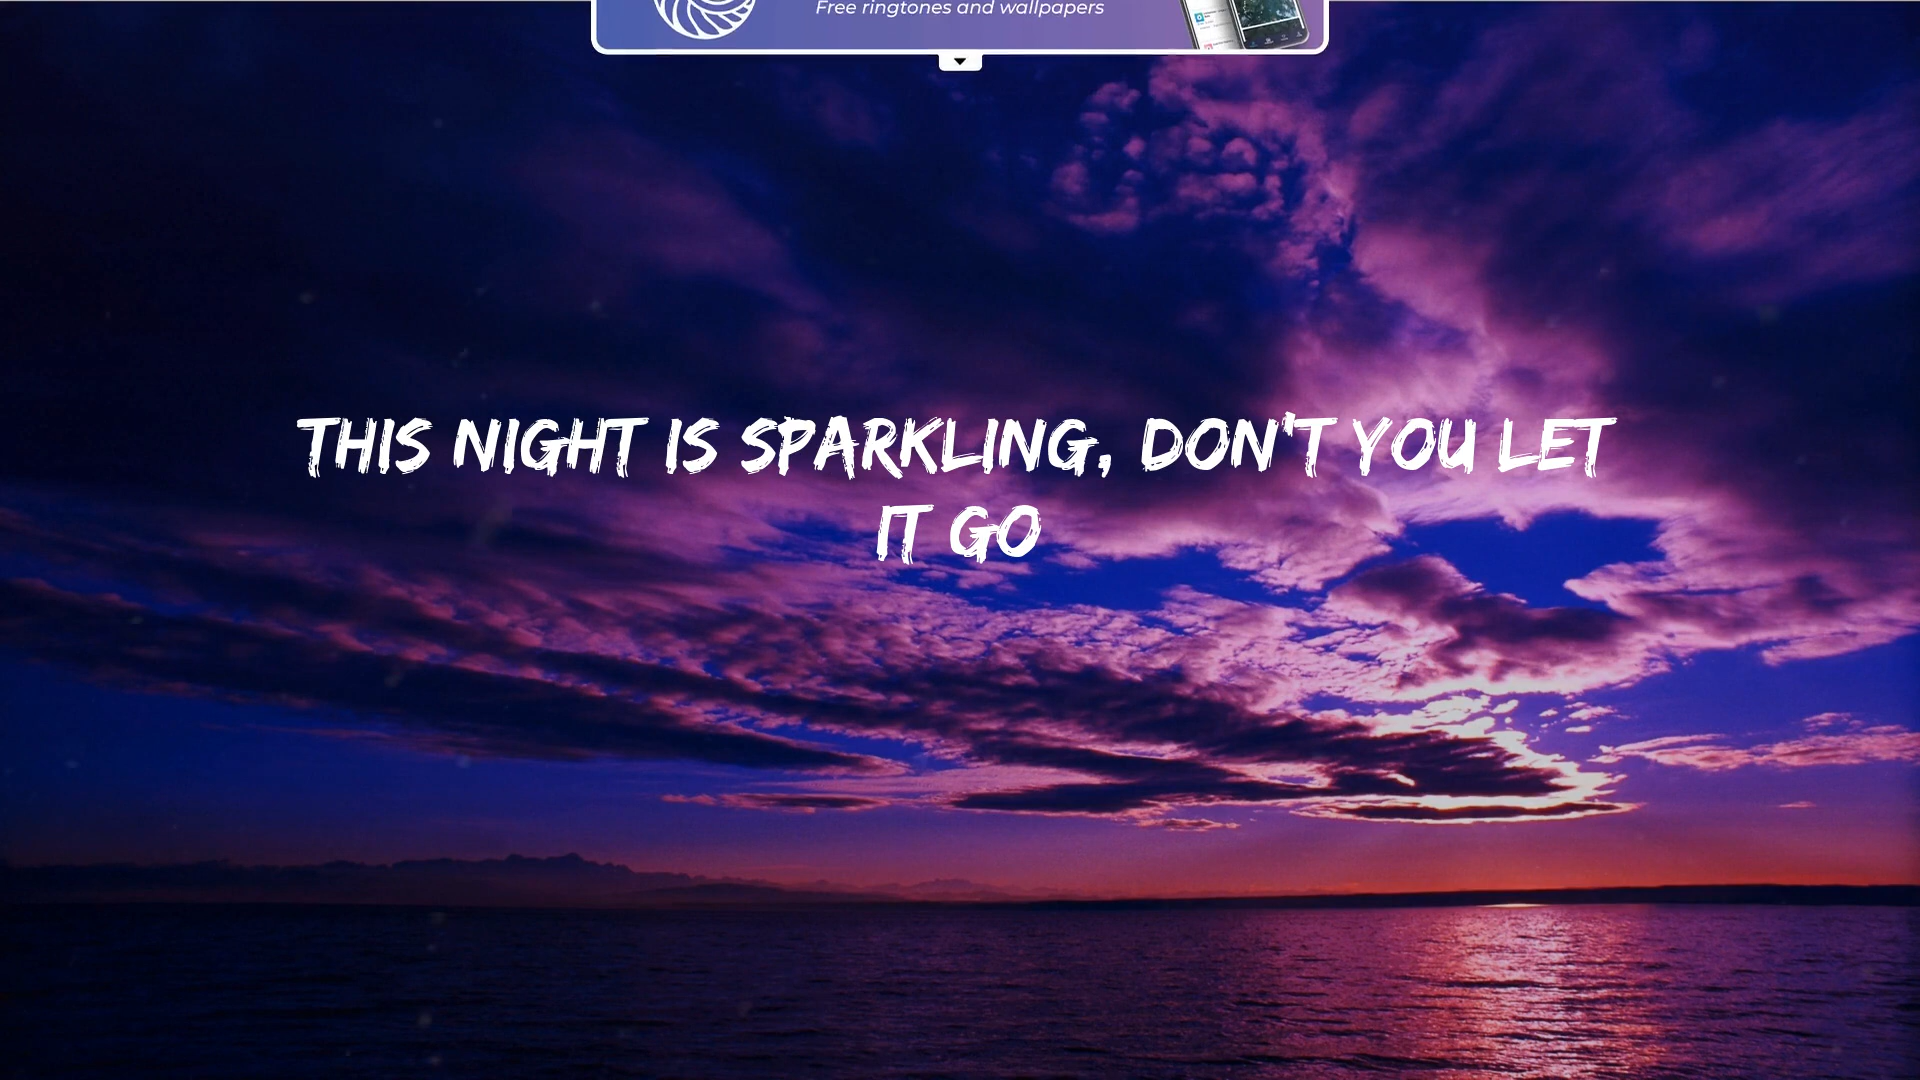 Free ringtones and wallpapers
THIS NIGHT IS SPARKLING, DON'T YOU LET
IT GO